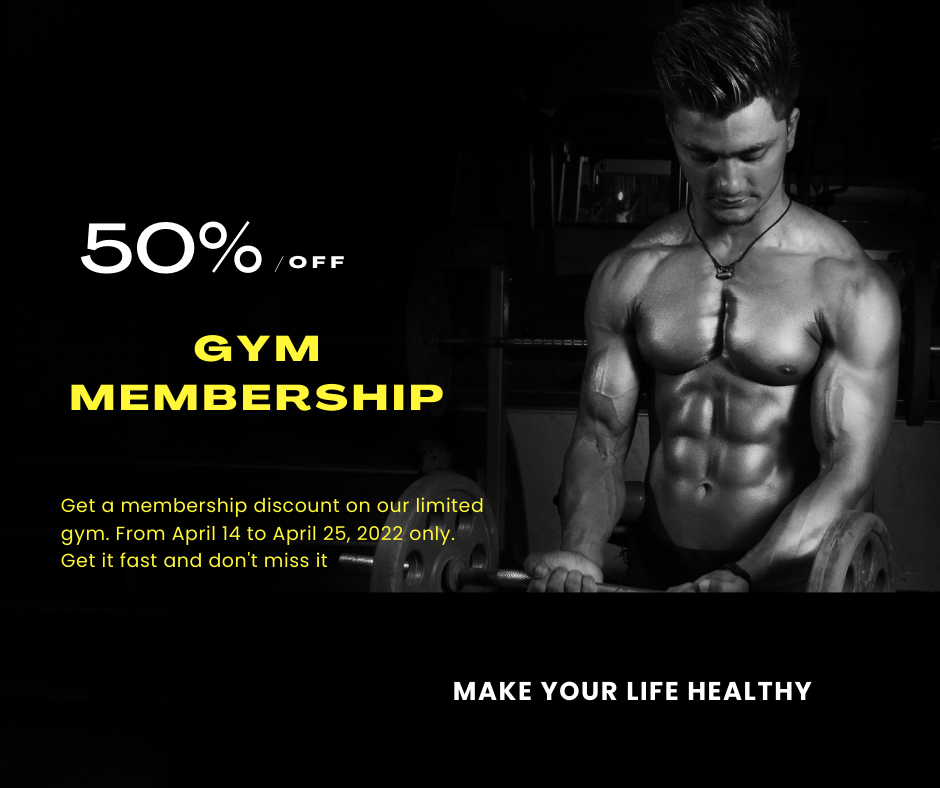 50% /OFF
GYM
MEMBERSHIP
Get a membership discount on our limited
gym. From April 14 to April 25, 2022 only.
Get it fast and don't miss it
MAKE YOUR LIFE HEALTHY